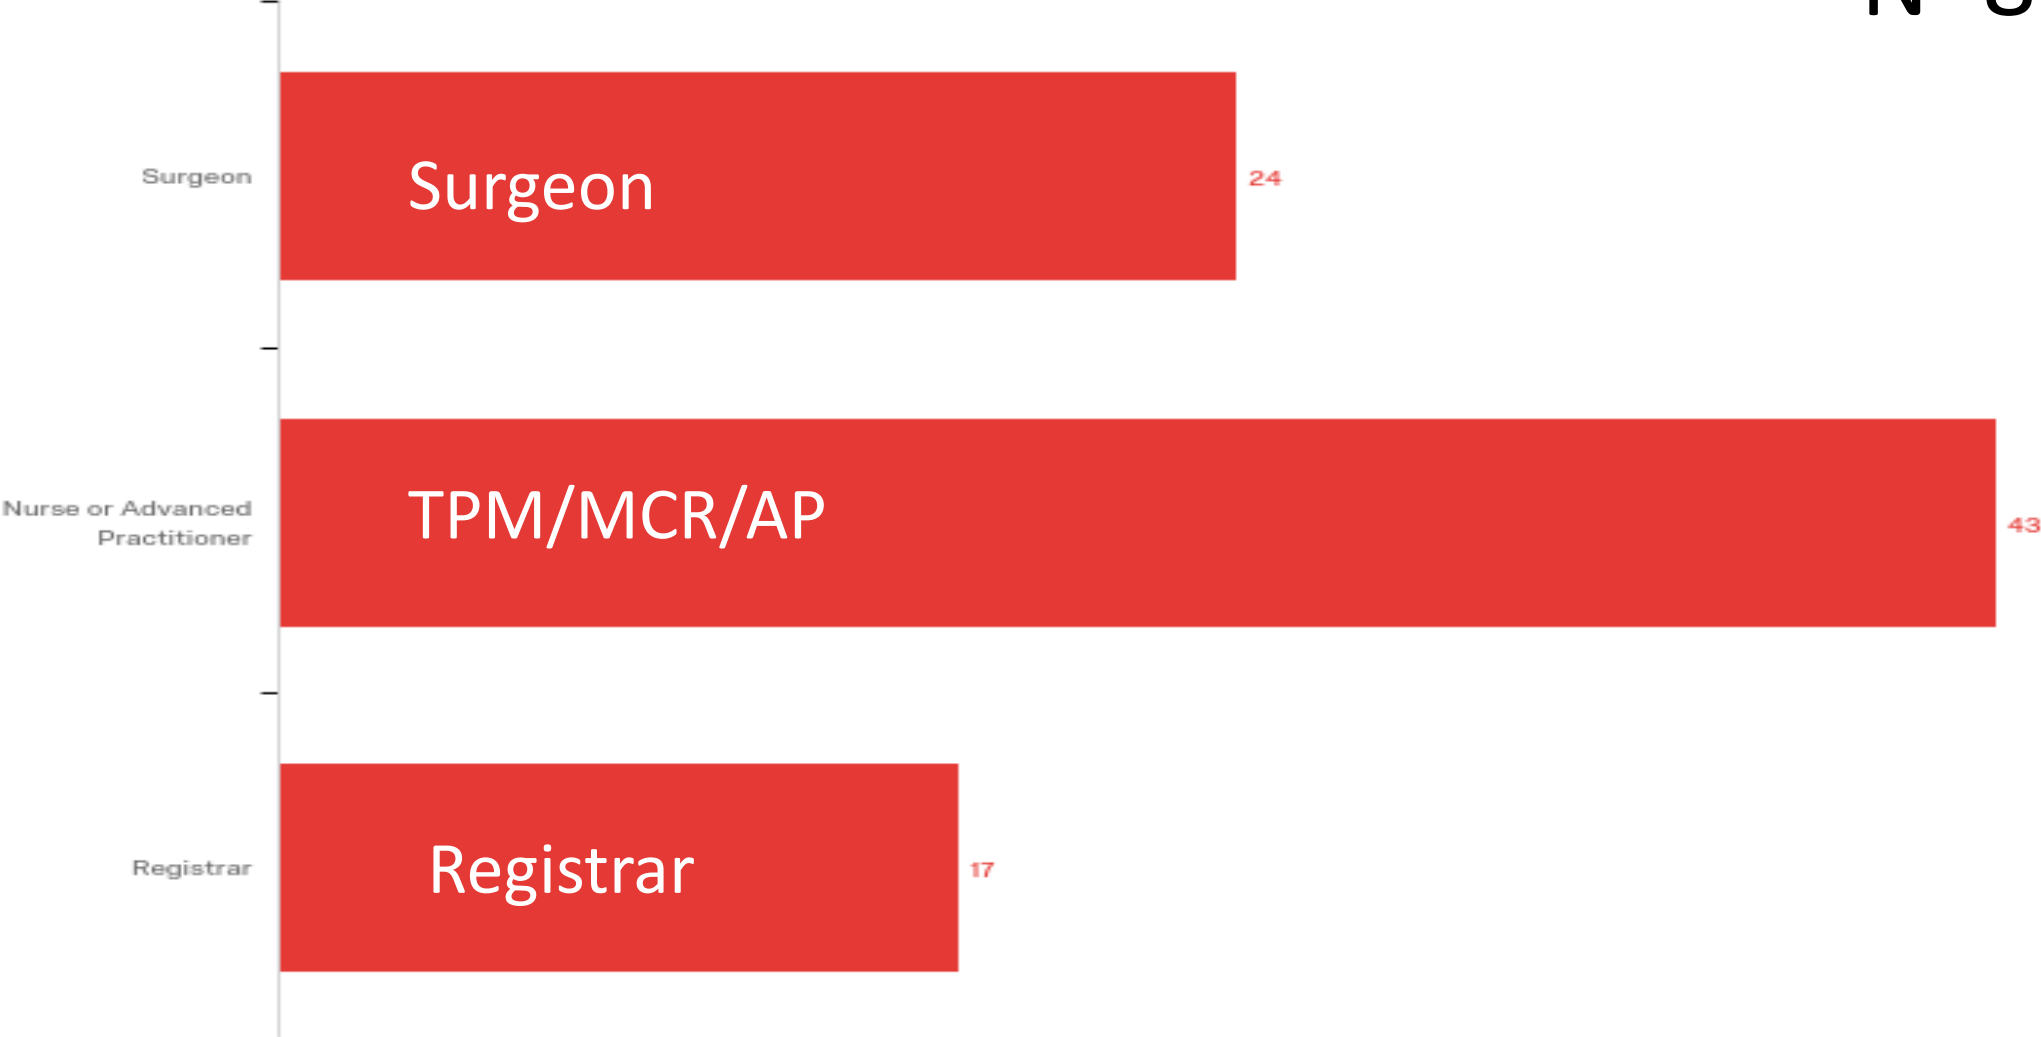 Surgeon
Surgeon
24
Nurse or Advanced
Practitioner
TPM/MCR/AP
43
Registrar
Registrar
17